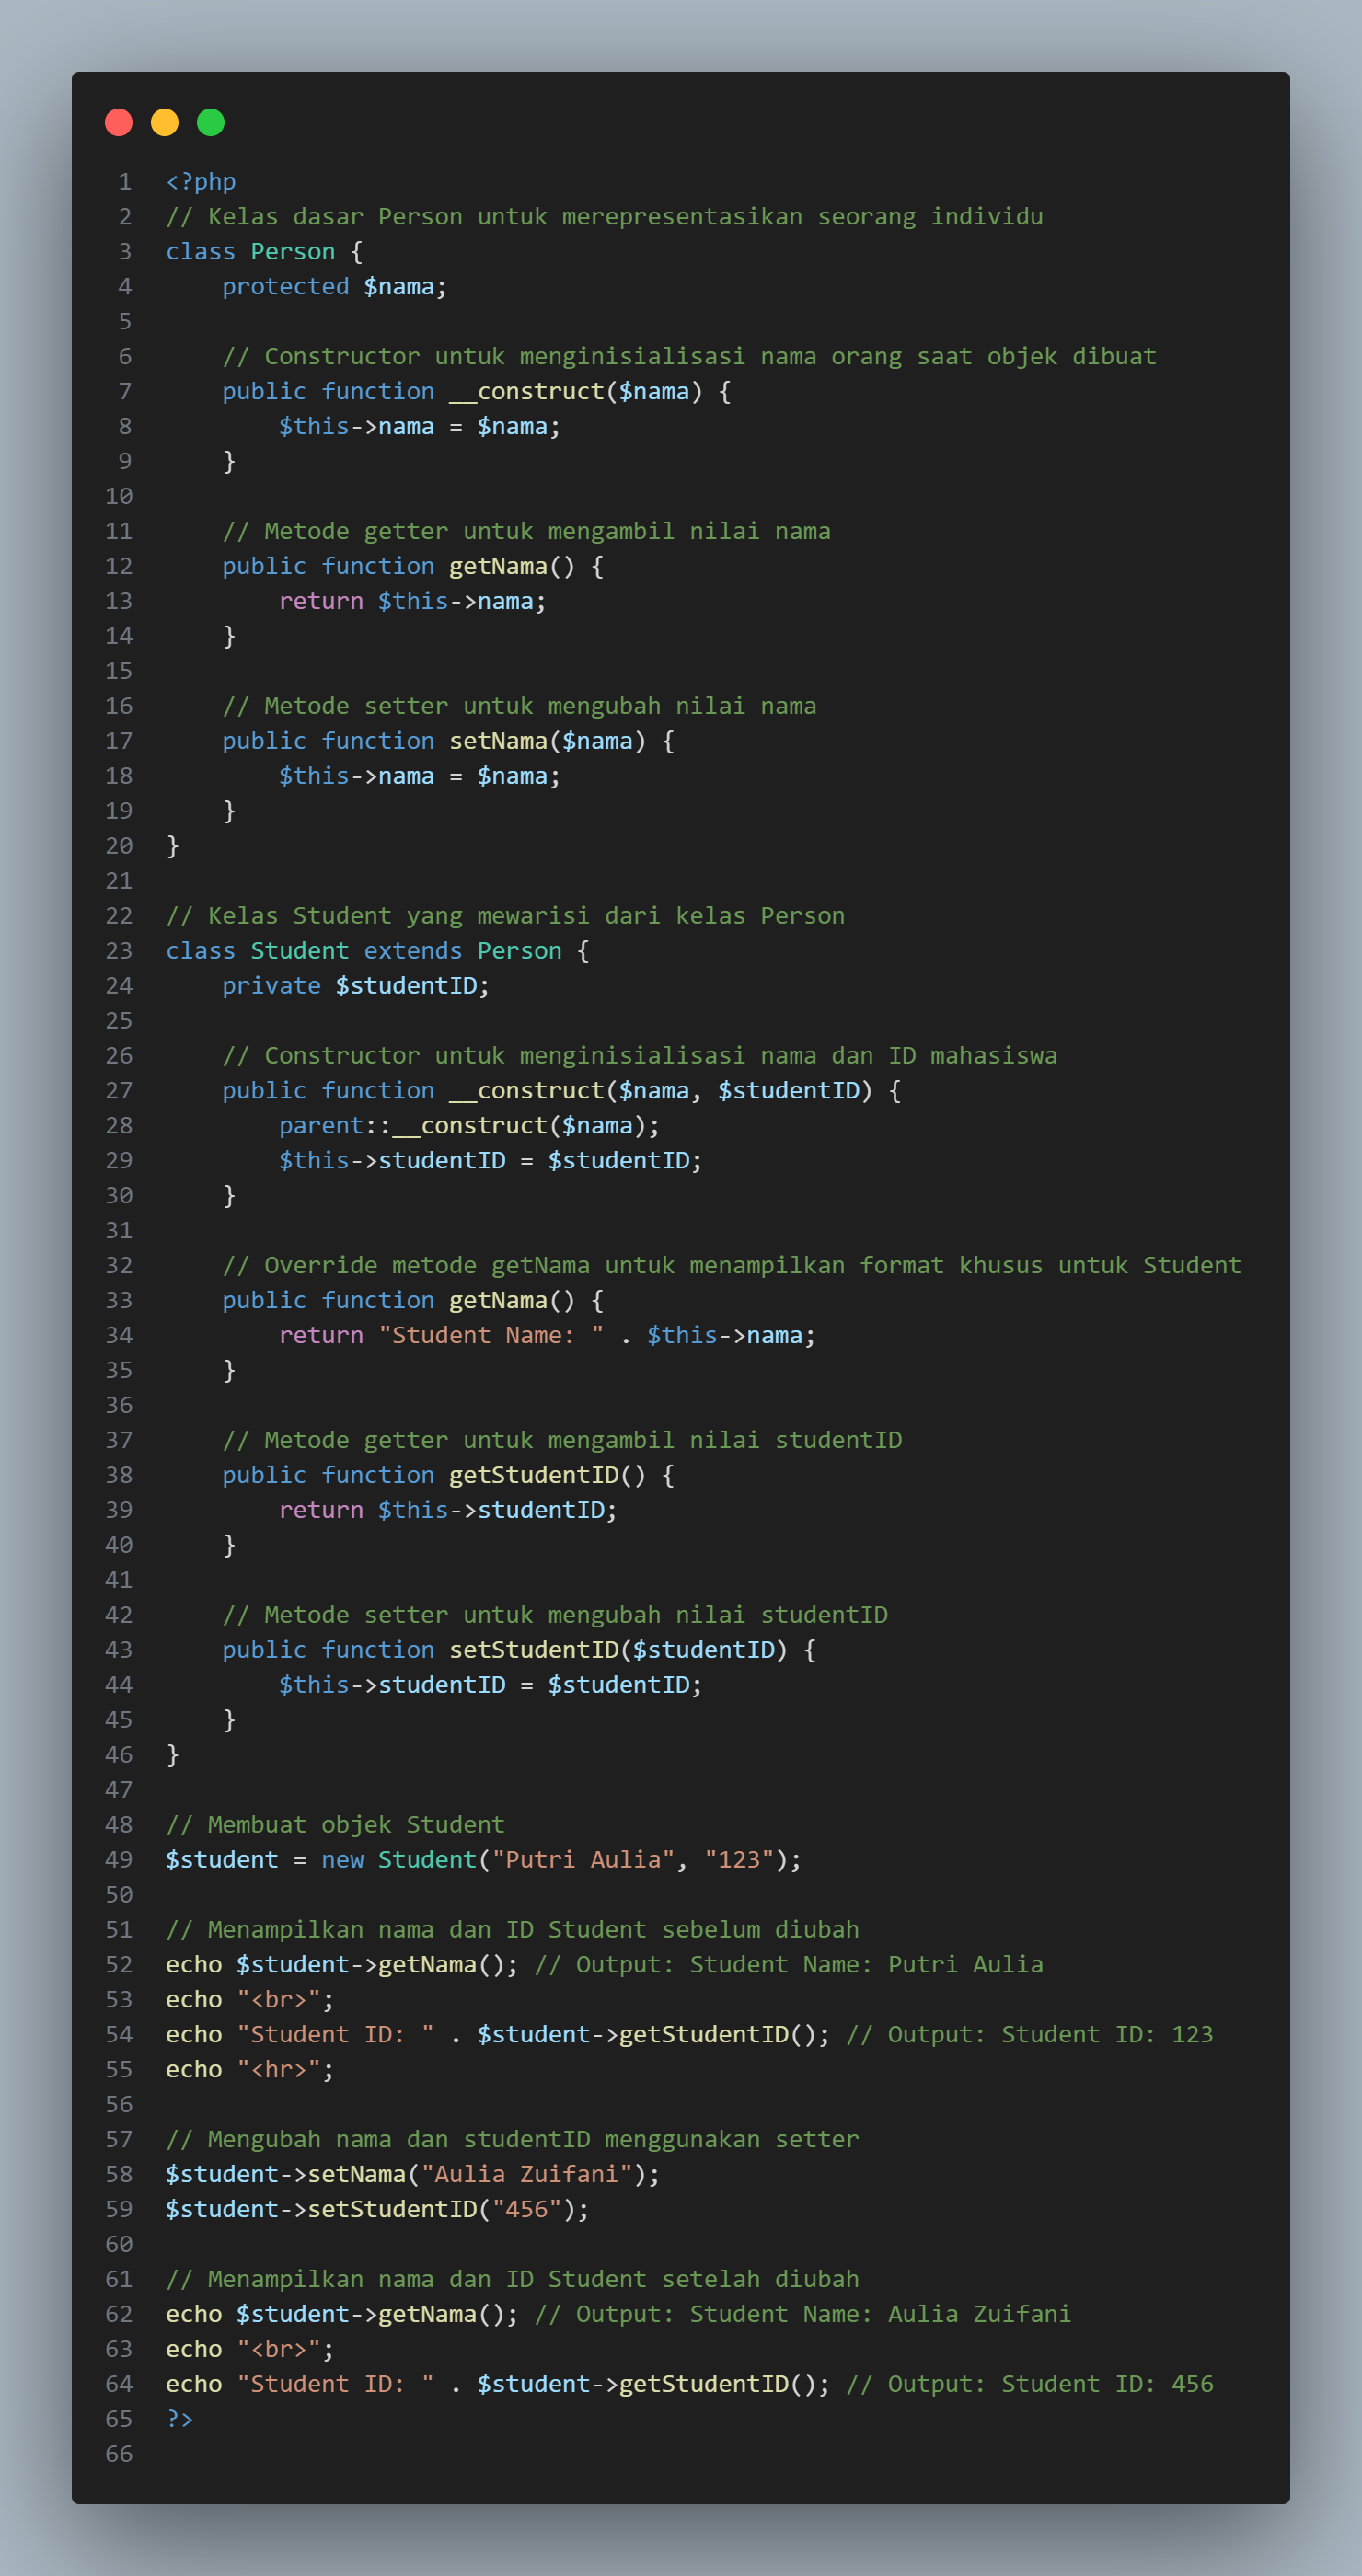 1 <?php
2 // Kelas dasar Person untuk merepresentasikan seorang individu
3 class Person {
4     protected $nama;
5
6     // Constructor untuk menginisialisasi nama orang saat objek dibuat
7     public function __construct($nama) {
8         $this->nama = $nama;
9     }
10
11     // Metode getter untuk mengambil nilai nama
12     public function getNama() {
13         return $this->nama;
14     }
15
16     // Metode setter untuk mengubah nilai nama
17     public function setNama($nama) {
18         $this->nama = $nama;
19     }
20 }
21
22 // Kelas Student yang mewarisi dari kelas Person
23 class Student extends Person {
24     private $studentID;
25
26     // Constructor untuk menginisialisasi nama dan ID mahasiswa
27     public function __construct($nama, $studentID) {
28         parent::__construct($nama);
29         $this->studentID = $studentID;
30     }
31
32     // Override metode getNama untuk menampilkan format khusus untuk Student
33     public function getNama() {
34         return "Student Name: " . $this->nama;
35     }
36
37     // Metode getter untuk mengambil nilai studentID
38     public function getStudentID() {
39         return $this->studentID;
40     }
41
42     // Metode setter untuk mengubah nilai studentID
43     public function setStudentID($studentID) {
44         $this->studentID = $studentID;
45     }
46 }
47
48 // Membuat objek Student
49 $student = new Student("Putri Aulia", "123");
50
51 // Menampilkan nama dan ID Student sebelum diubah
52 echo $student->getNama(); // Output: Student Name: Putri Aulia
53 echo "<br>";
54 echo "Student ID: " . $student->getStudentID(); // Output: Student ID: 123
55 echo "<hr>";
56
57 // Mengubah nama dan studentID menggunakan setter
58 $student->setNama("Aulia Zuifani");
59 $student->setStudentID("456");
60
61 // Menampilkan nama dan ID Student setelah diubah
62 echo $student->getNama(); // Output: Student Name: Aulia Zuifani
63 echo "<br>";
64 echo "Student ID: " . $student->getStudentID(); // Output: Student ID: 456
65 ?>
66